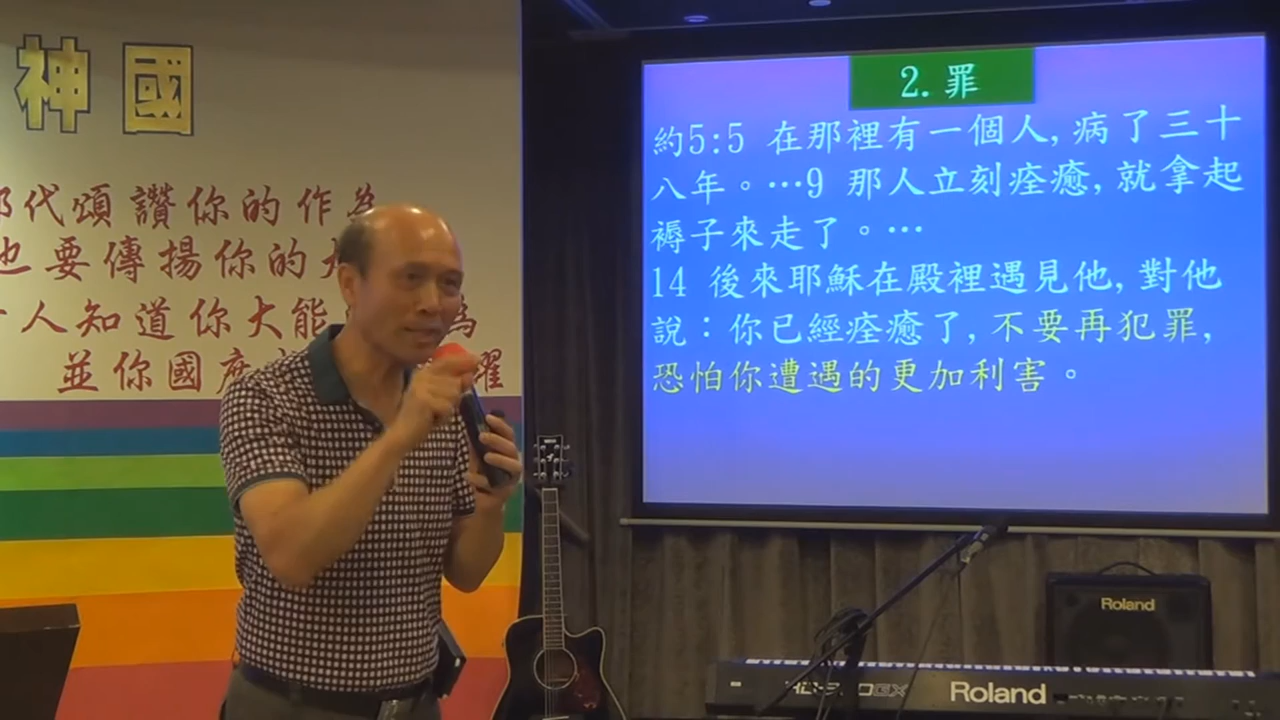 神國
代頌讚你的作為
也要傳揚你的
人知道你大能 為
並你國度 耀
2.罪
約5:5 在那裡有一個人,病了三十
八年。…9 那人立刻痊癒,就拿起
褥子來走了。…
14 後來耶穌在殿裡遇見他,對他
說：你已經痊癒了,不要再犯罪,
恐怕你遭遇的更加利害。
Roland
Roland